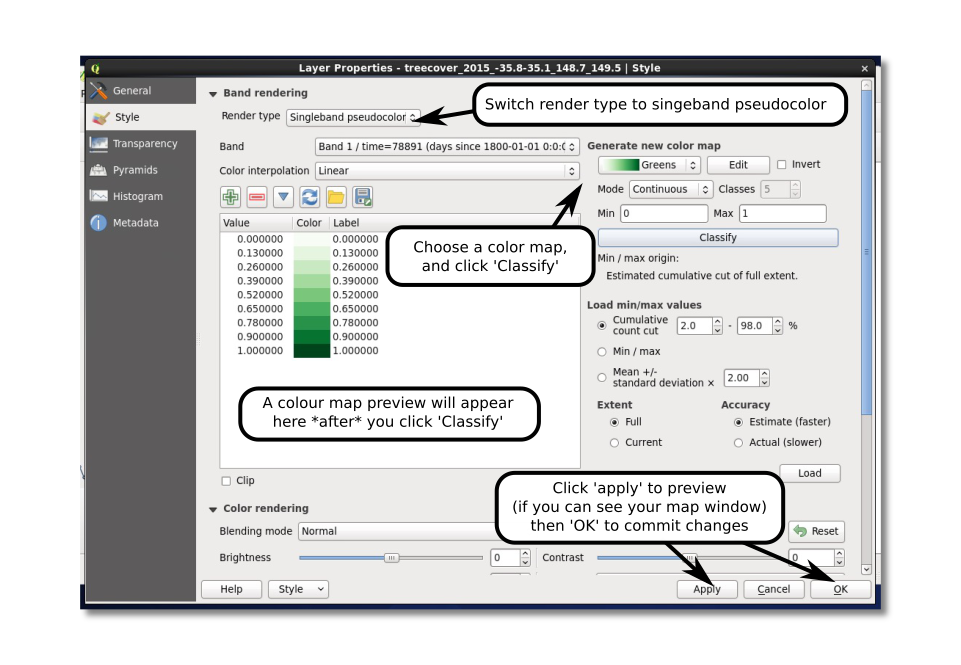 Layer Properties - treecover_2015_-35.8-35.1_148.7_149.5 | Style
General
Style
Transparency
Pyramids
Histogram
Metadata
Band rendering
Render type Singleband pseudocolor
Switch render type to singeband pseudocolor
Band Band 1 / time=78891 (days since 1800-01-01 0:0:0
Color interpolation Linear
Value Color Label
0.000000 0.000000
0.130000 0.130000
0.260000 0.260000
0.390000 0.390000
0.520000 0.520000
0.650000 0.650000
0.780000 0.780000
0.900000 0.900000
1.000000 1.000000
Choose a color map,
and click 'Classify'
A colour map preview will appear
here *after* you click 'Classify'
Clip
Generate new color map
Greens Edit Invert
Mode Continuous Classes 5
Min 0 Max 1
Classify
Min / max origin:
Estimated cumulative cut of full extent.
Load min/max values
Cumulative
count cut 2.0 - 98.0 %
Min / max
Mean +/-
standard deviation × 2.00
Extent Accuracy
Full Estimate (faster)
Current Actual (slower)
Load
Click 'apply' to preview
(if you can see your map window)
then 'OK' to commit changes
Color rendering
Blending mode Normal Reset
Brightness 0 Contrast 0
Help Style Apply Cancel OK